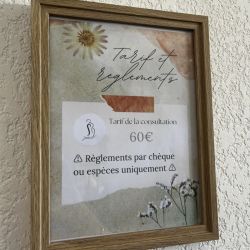 Tarif et
règlements
Tarif de la consultation
60€
⚠ Règlements par chèque
ou espèces uniquement ⚠